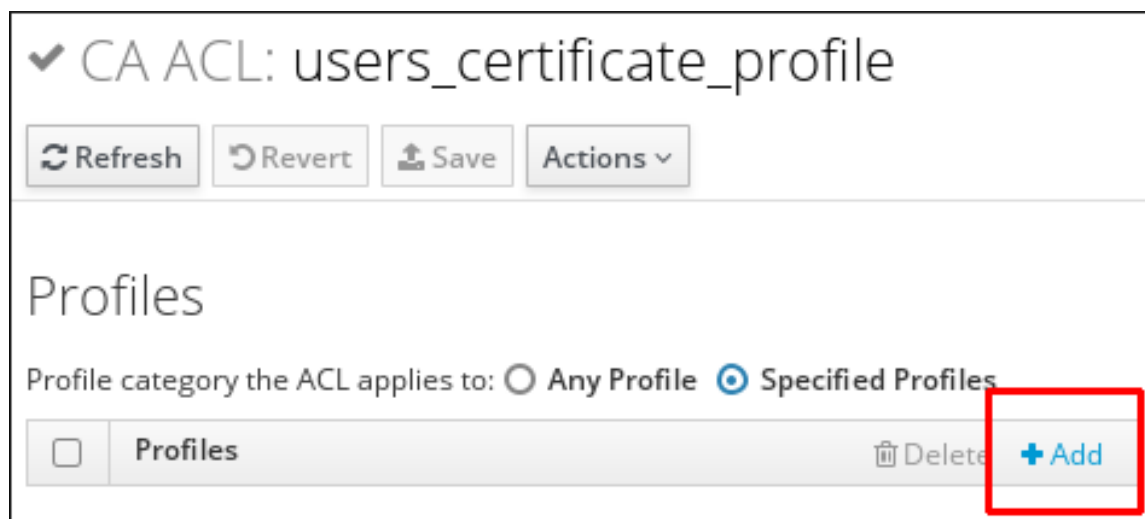 CA ACL: users_certificate_profile
Refresh Revert Save Actions
Profiles
Profile category the ACL applies to: Any Profile Specified Profiles
Profiles Delete Add